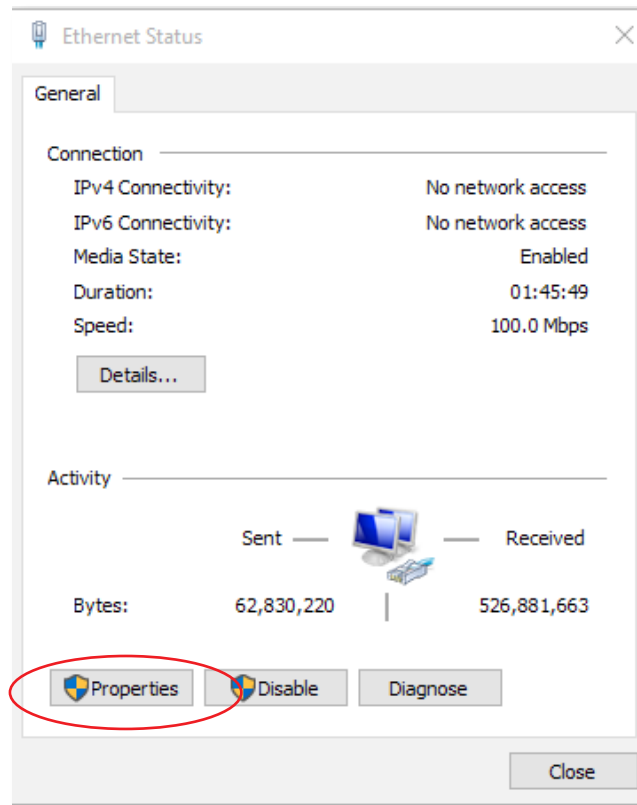 Ethernet Status
General
Connection
IPv4 Connectivity: No network access
IPv6 Connectivity: No network access
Media State: Enabled
Duration: 01:45:49
Speed: 100.0 Mbps
Details...
Activity
Sent Received
Bytes: 62,830,220 526,881,663
Properties Disable Diagnose
Close